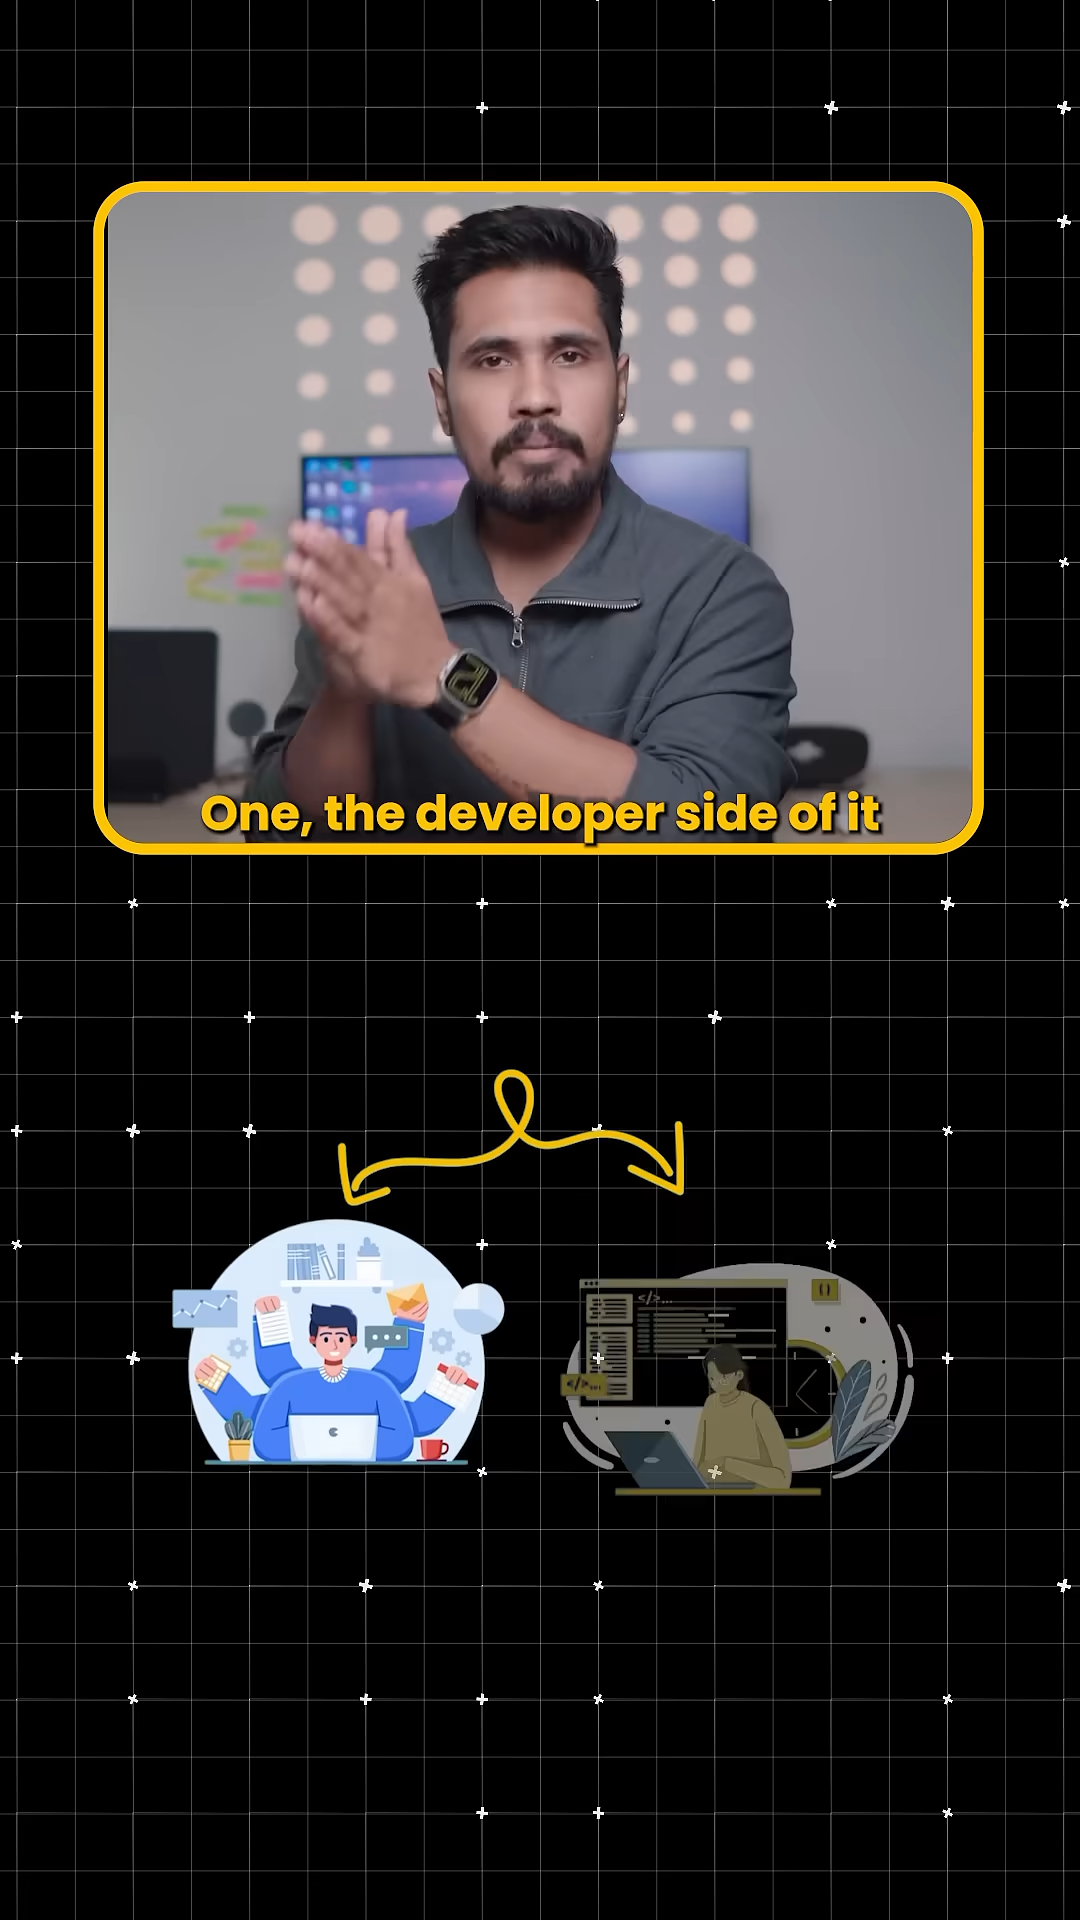 One, the developer side of it
</>...
</>...
{}